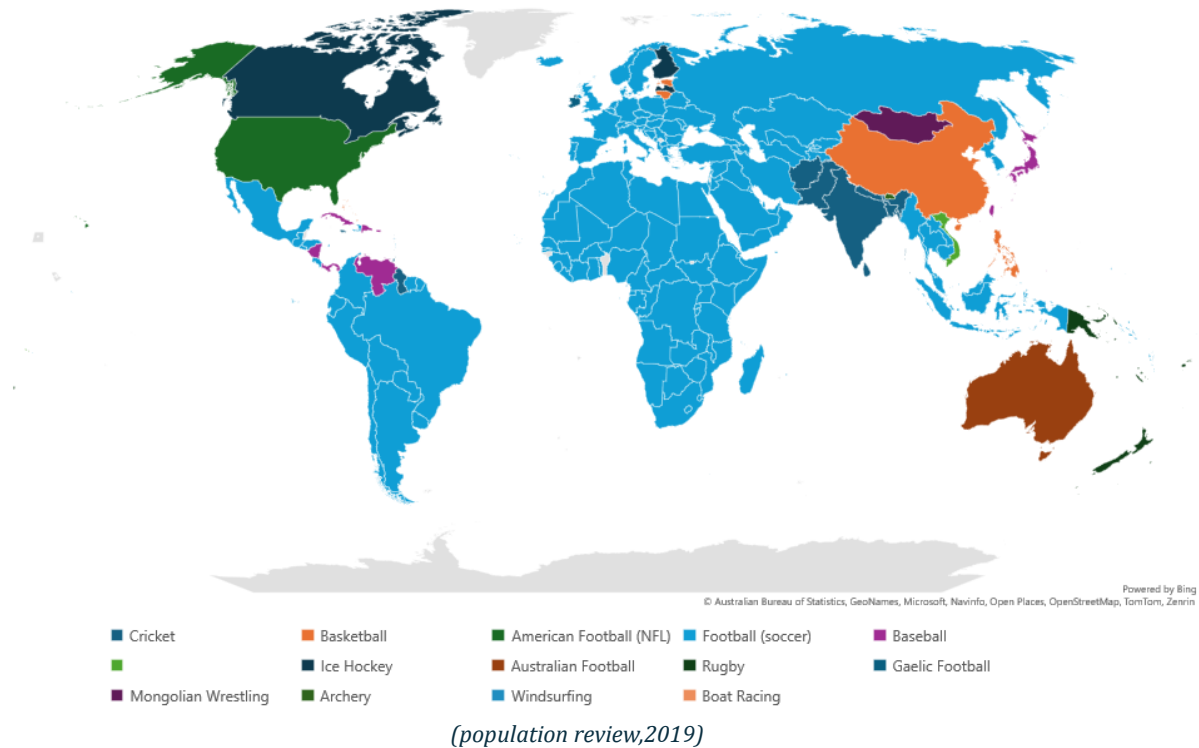 Powered by Bing
© Australian Bureau of Statistics, GeoNames, Microsoft, Navinfo, Open Places, OpenStreetMap, TomTom, Zenrin
Cricket Basketball American Football (NFL) Football (soccer) Baseball
Ice Hockey Australian Football Rugby Gaelic Football
Mongolian Wrestling Archery Windsurfing Boat Racing
(population review,2019)